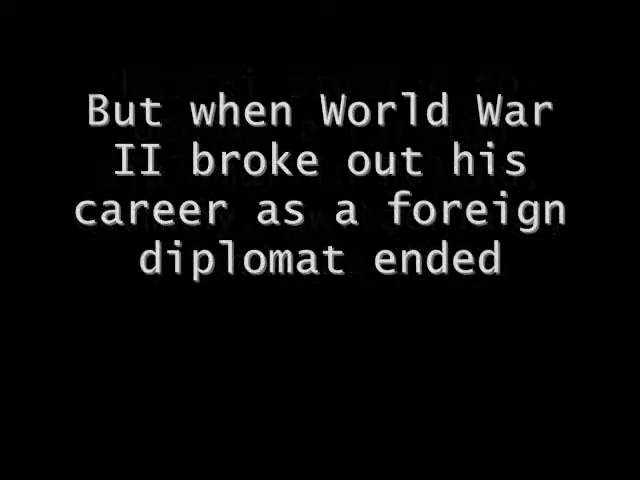 But when World War
II broke out his
career as a foreign
diplomat ended